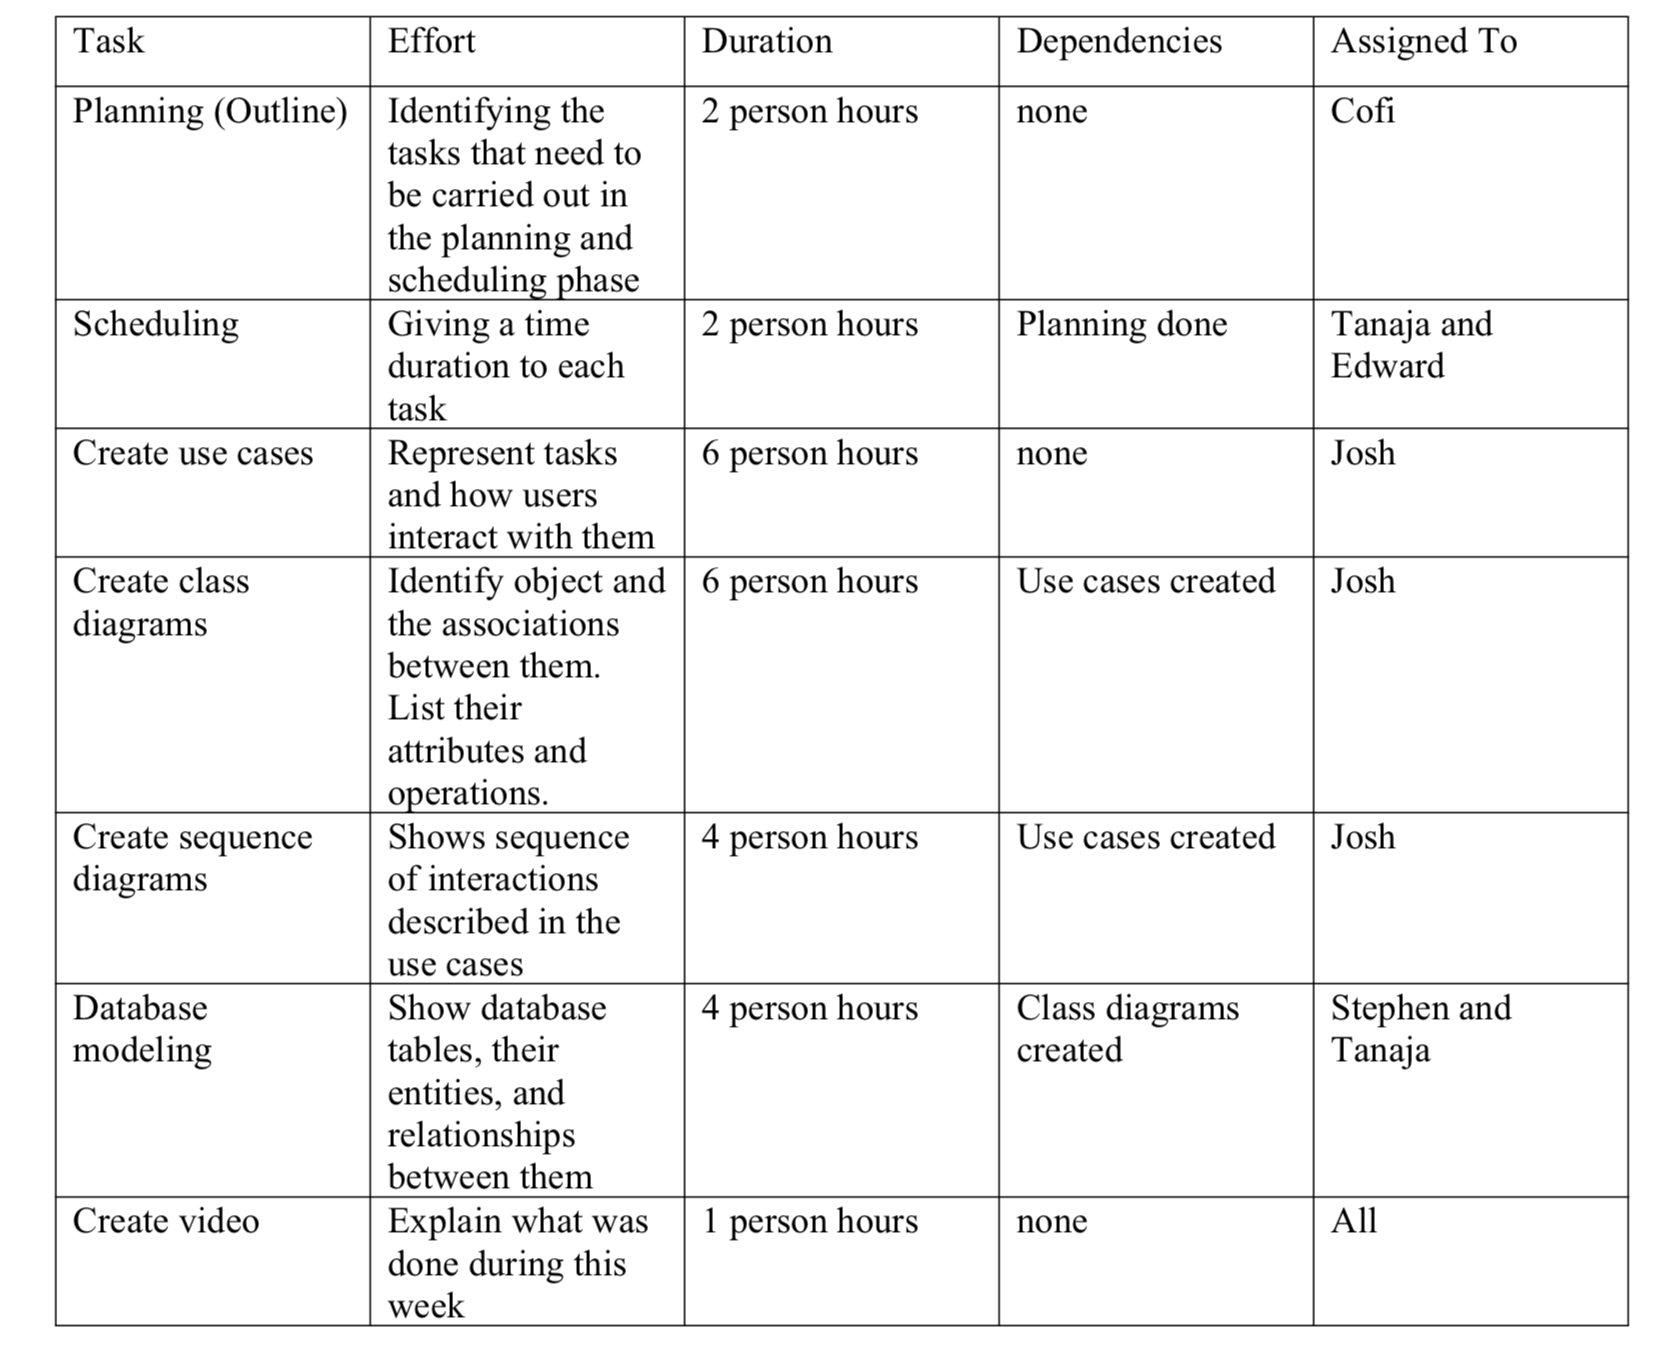 Task Effort Duration Dependencies Assigned To
Planning (Outline) Identifying the 2 person hours none Cofi
tasks that need to
be carried out in
the planning and
scheduling phase
Scheduling Giving a time 2 person hours Planning done Tanaja and
duration to each Edward
task
Create use cases Represent tasks 6 person hours none Josh
and how users
interact with them
Create class Identify object and 6 person hours Use cases created Josh
diagrams the associations
between them.
List their
attributes and
operations.
Create sequence Shows sequence 4 person hours Use cases created Josh
diagrams of interactions
described in the
use cases
Database Show database 4 person hours Class diagrams Stephen and
modeling tables, their created Tanaja
entities, and
relationships
between them
Create video Explain what was 1 person hours none All
done during this
week